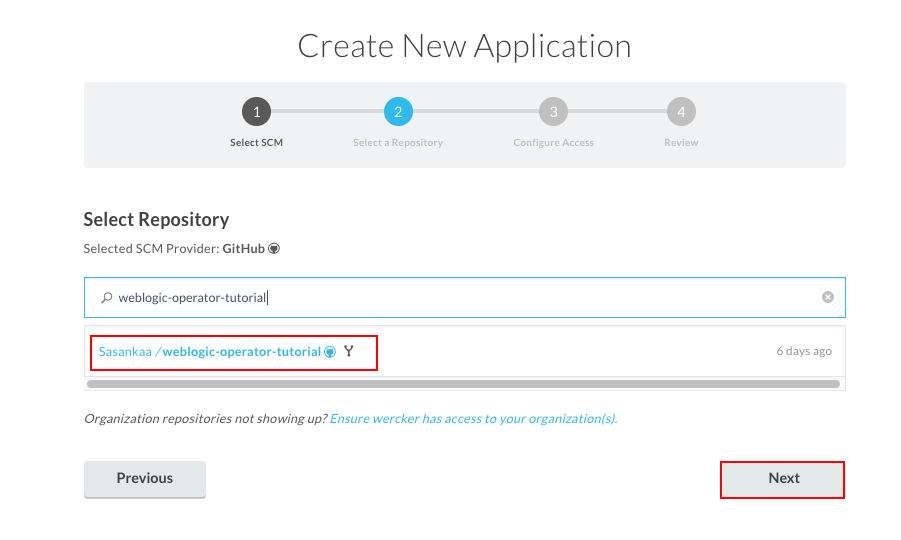 Create New Application
1 2 3 4
Select SCM Select a Repository Configure Access Review
Select Repository
Selected SCM Provider: GitHub
weblogic-operator-tutorial
Sasankaa /weblogic-operator-tutorial 6 days ago
Organization repositories not showing up? Ensure wercker has access to your organization(s).
Previous Next